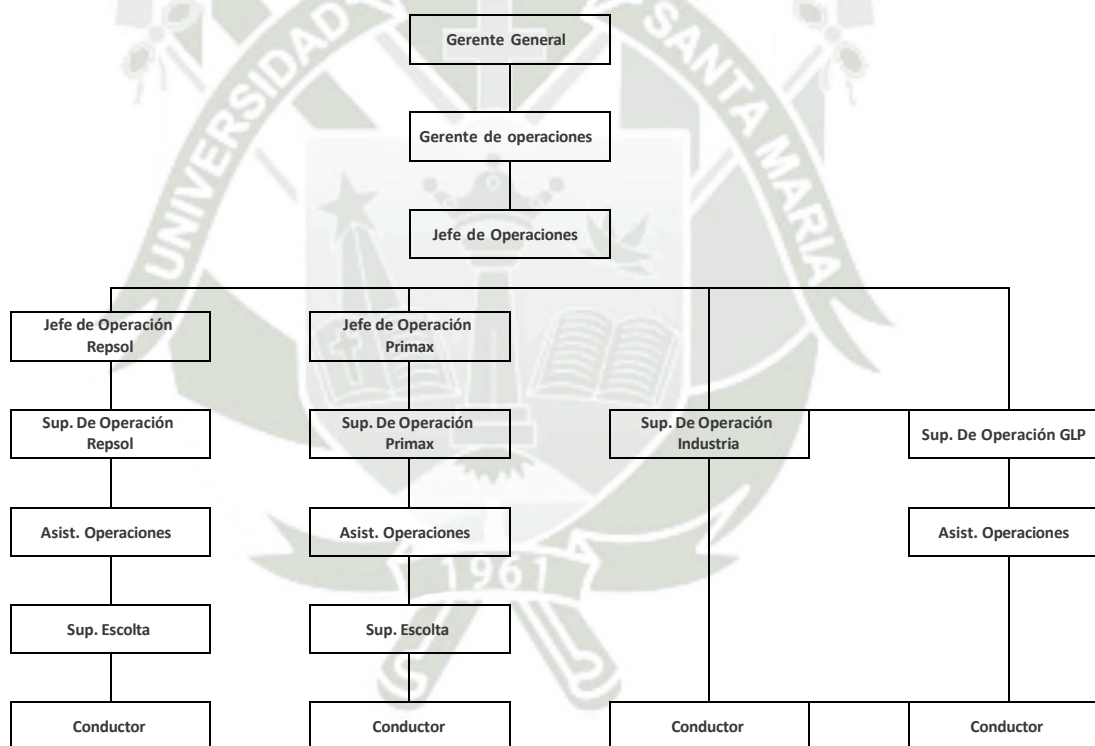 UNIVERSIDAD
SANTA MARIA
Gerente General
Gerente de operaciones
Jefe de Operaciones
Jefe de Operación
Repsol
Jefe de Operación
Primax
Sup. De Operación
Repsol
Sup. De Operación
Primax
Sup. De Operación
Industria
Sup. De Operación GLP
Asist. Operaciones
Asist. Operaciones
Asist. Operaciones
1961
Sup. Escolta
Sup. Escolta
Conductor
Conductor
Conductor
Conductor